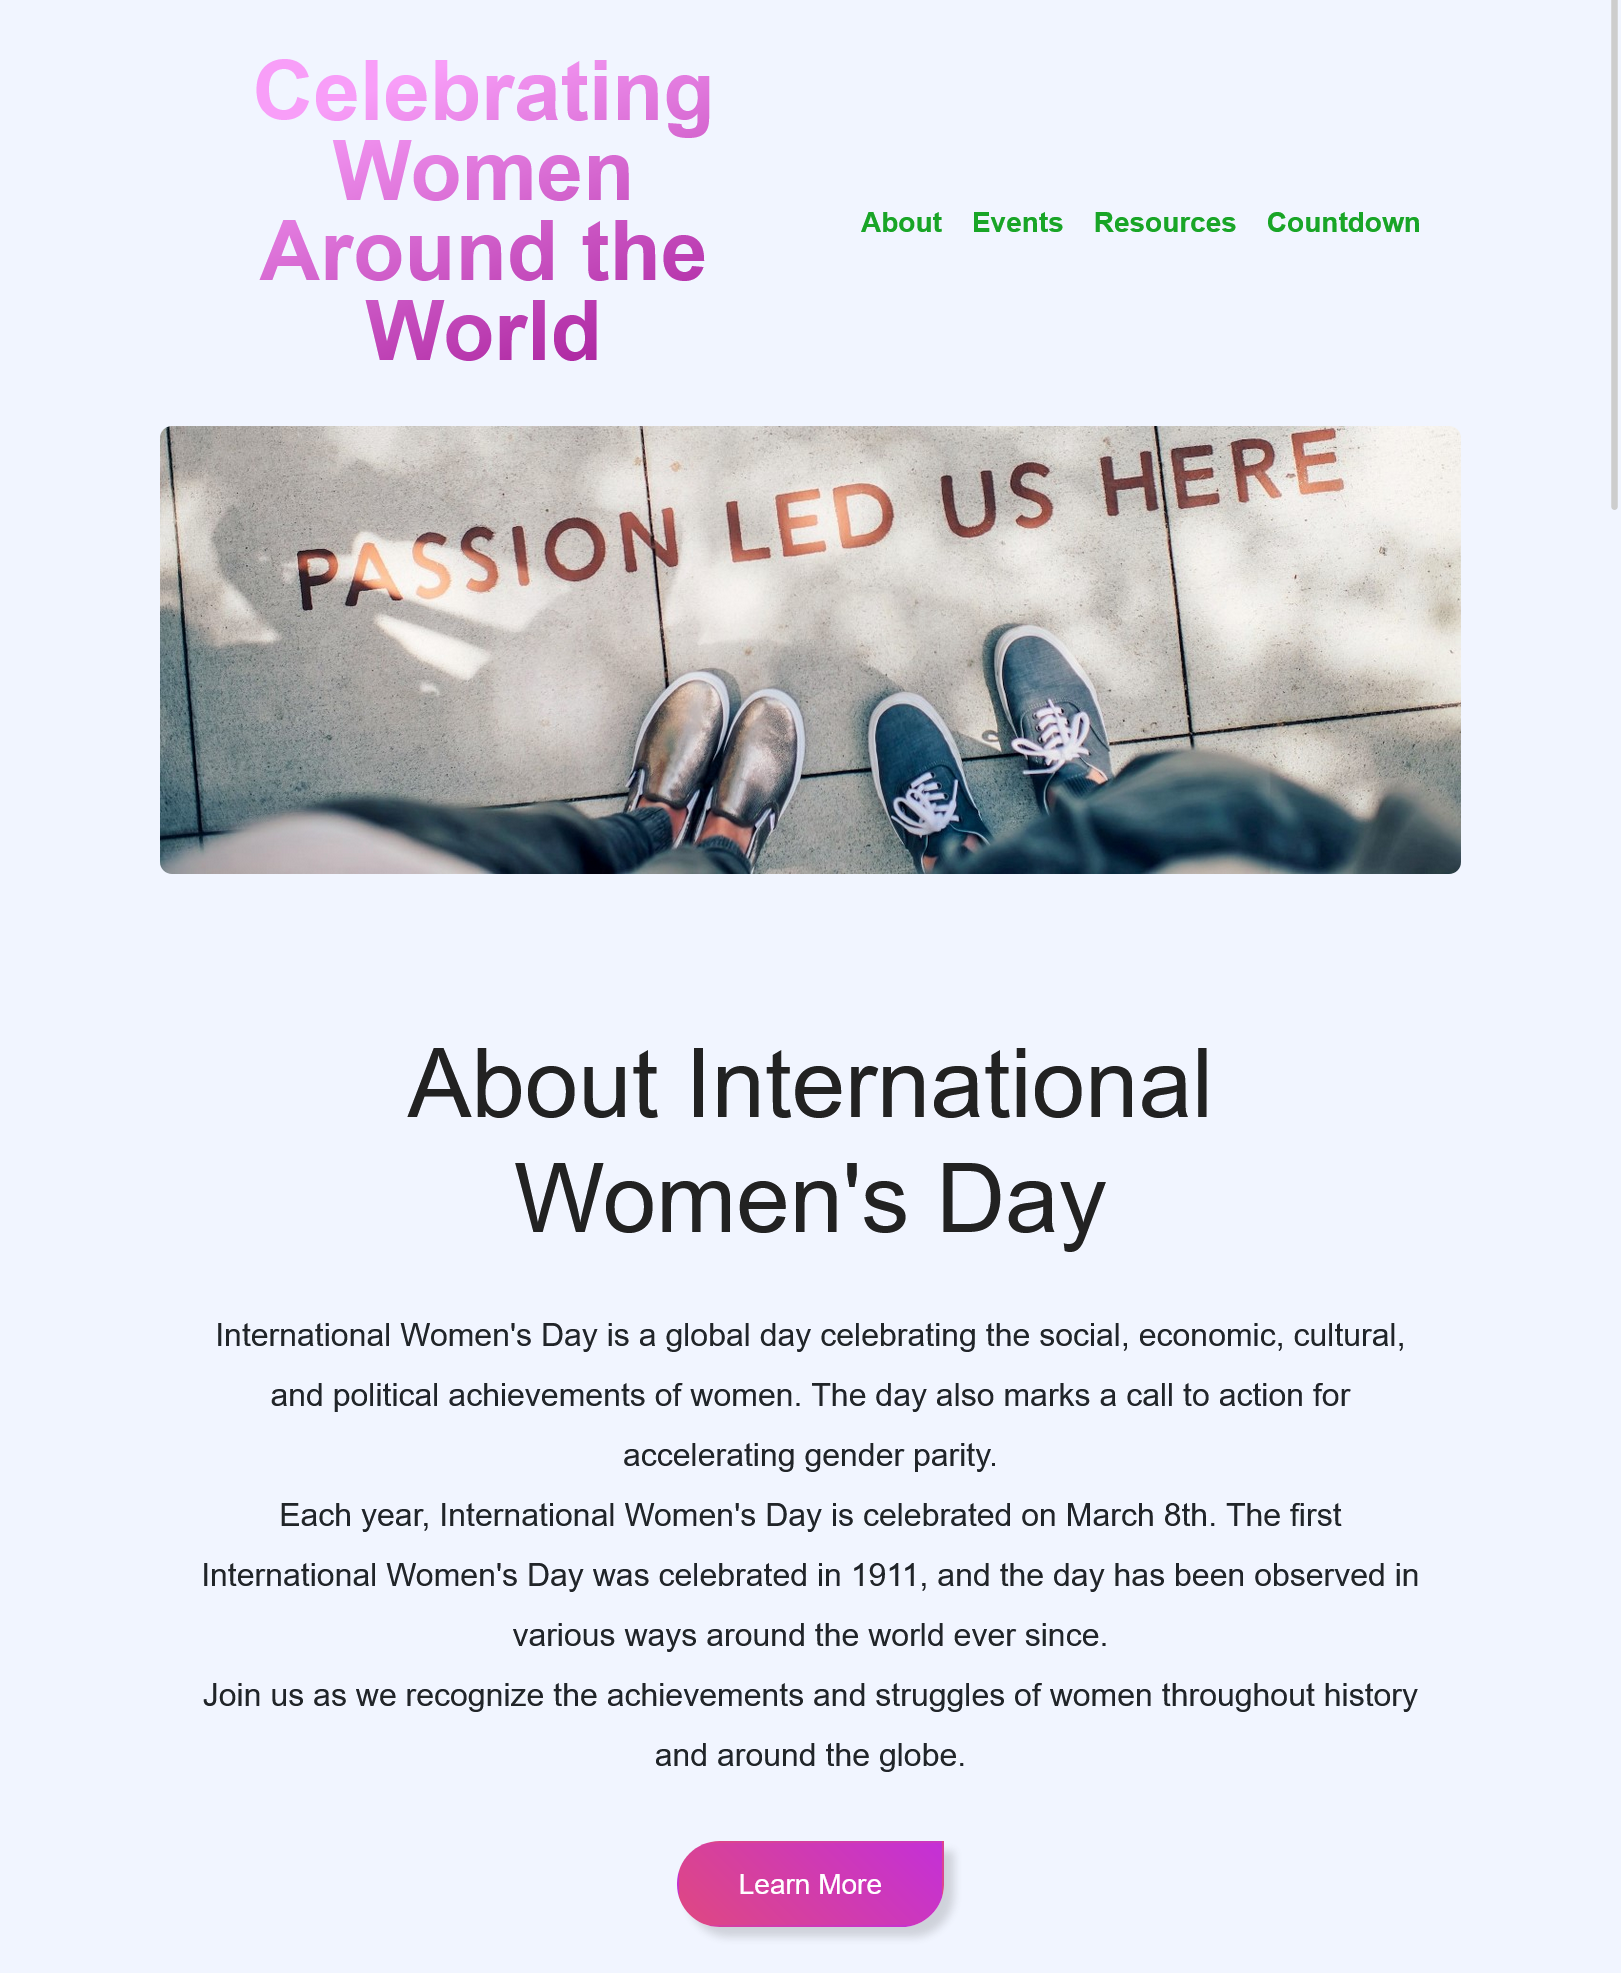 Celebrating
Women
Around the
World
About Events Resources Countdown
PASSION LED US HERE
About International
Women's Day
International Women's Day is a global day celebrating the social, economic, cultural,
and political achievements of women. The day also marks a call to action for
accelerating gender parity.
Each year, International Women's Day is celebrated on March 8th. The first
International Women's Day was celebrated in 1911, and the day has been observed in
various ways around the world ever since.
Join us as we recognize the achievements and struggles of women throughout history
and around the globe.
Learn More